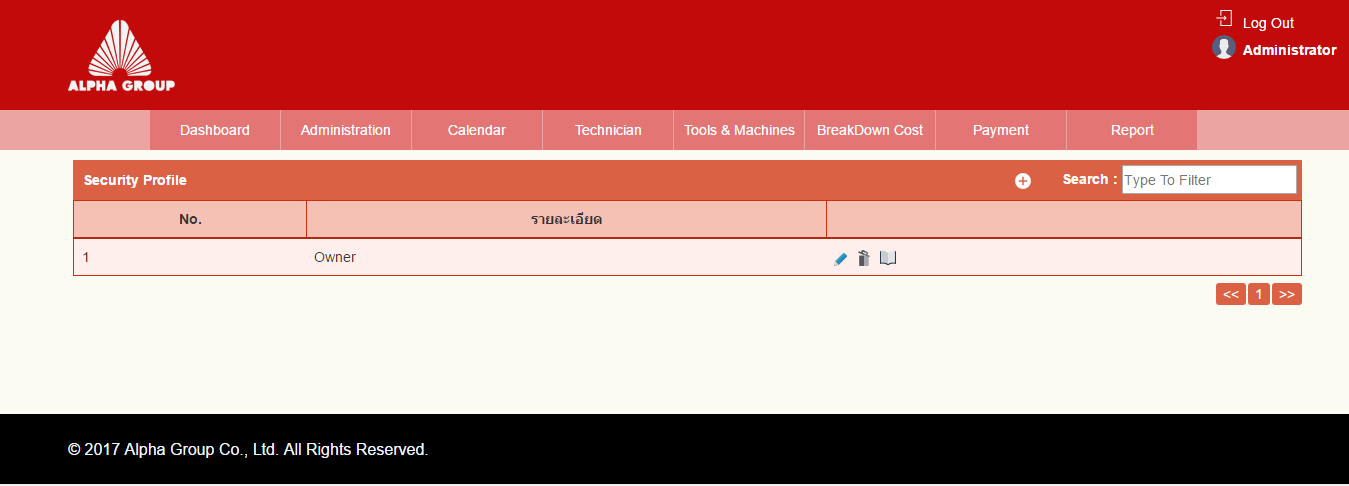 Log Out
ALPHA GROUP
Administrator
Dashboard Administration Calendar Technician Tools & Machines BreakDown Cost Payment Report
Security Profile Search : Type To Filter
No. รายละเอียด
1 Owner
<< 1 >>
© 2017 Alpha Group Co., Ltd. All Rights Reserved.